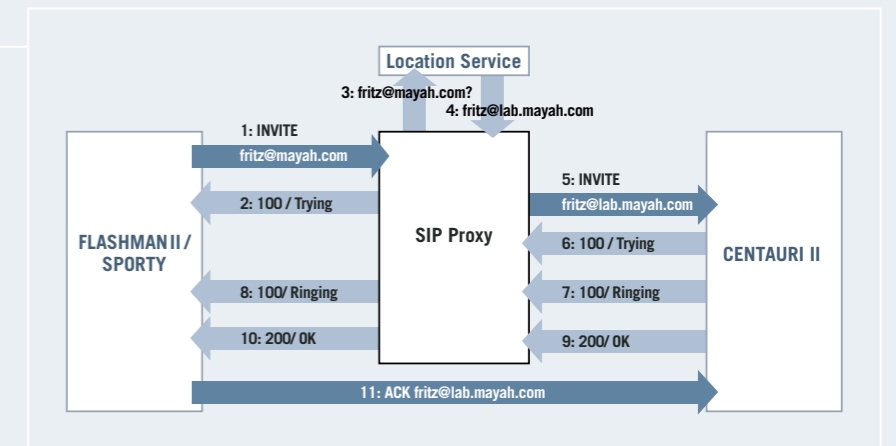 Location Service
3: fritz@mayah.com?
4: fritz@lab.mayah.com
1: INVITE
fritz@mayah.com
2: 100 / Trying
5: INVITE
fritz@lab.mayah.com
SIP Proxy
6: 100 / Trying
FLASHMAN II /
SPORTY
CENTAURI II
8: 100/ Ringing
7: 100/ Ringing
10: 200/ OK
9: 200/ OK
11: ACK fritz@lab.mayah.com